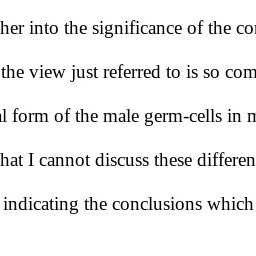 her into the significance of the co
the view just referred to is so com
l form of the male germ-cells in m
hat I cannot discuss these differen
indicating the conclusions which